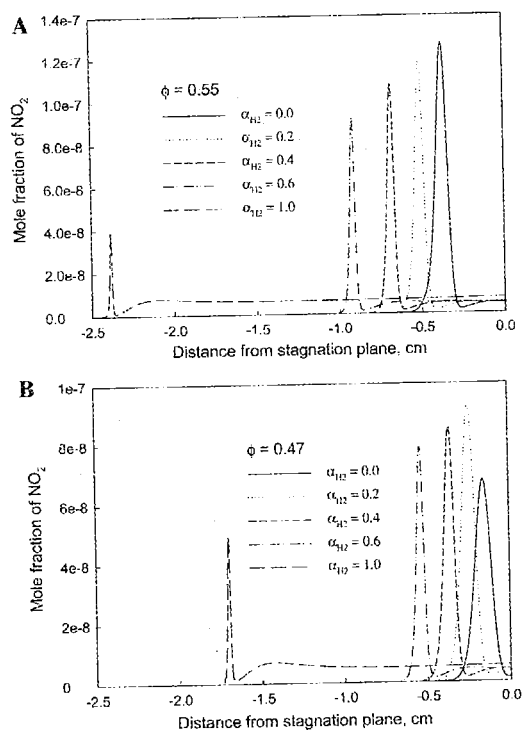 A
Mole fraction of NO2
1.4e-7
1.2e-7
1.0e-7
8.0e-8
6.0e-8
4.0e-8
2.0e-8
0.0
ϕ = 0.55
αH2 = 0.0
αH2 = 0.2
αH2 = 0.4
αH2 = 0.6
αH2 = 1.0
-2.5 -2.0 -1.5 -1.0 -0.5 0.0
Distance from stagnation plane, cm
B
Mole fraction of NO2
1e-7
8e-8
6e-8
4e-8
2e-8
0
ϕ = 0.47
αH2 = 0.0
αH2 = 0.2
αH2 = 0.4
αH2 = 0.6
αH2 = 1.0
-2.5 -2.0 -1.5 -1.0 -0.5 0.0
Distance from stagnation plane, cm